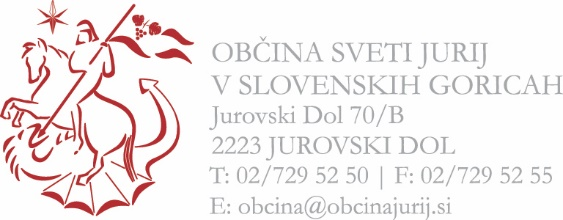 OBČINA SVETI JURIJ
V SLOVENSKIH GORICAH
Jurovski Dol 70/B
2223 JUROVSKI DOL
T: 02/729 52 50 | F: 02/729 52 55
E: obcina@obcinajurij.si